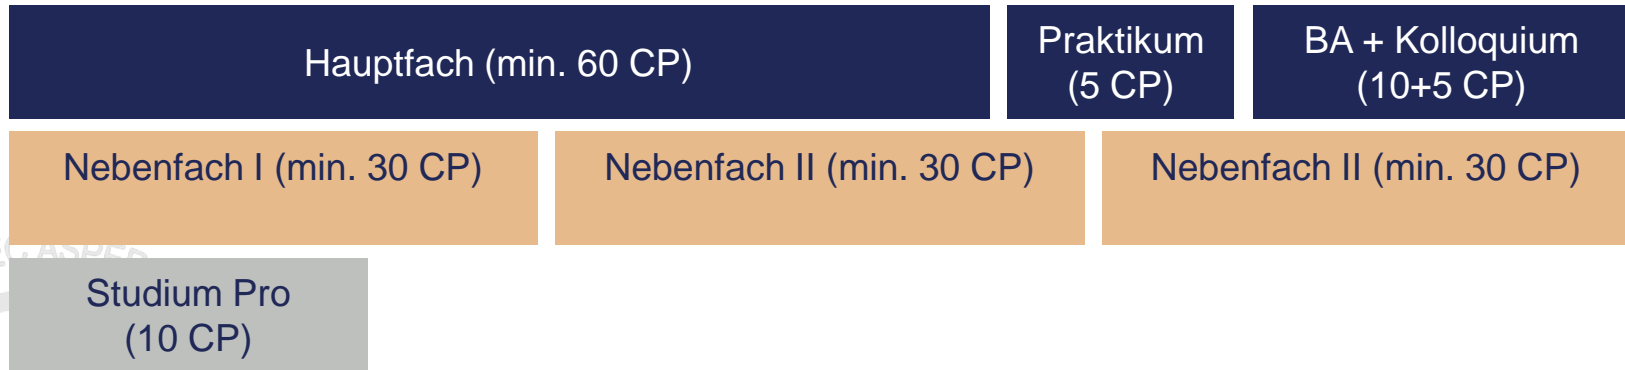 Hauptfach (min. 60 CP)
Praktikum
(5 CP)
BA + Kolloquium
(10+5 CP)
Nebenfach I (min. 30 CP)
Nebenfach II (min. 30 CP)
Nebenfach II (min. 30 CP)
Studium Pro
(10 CP)